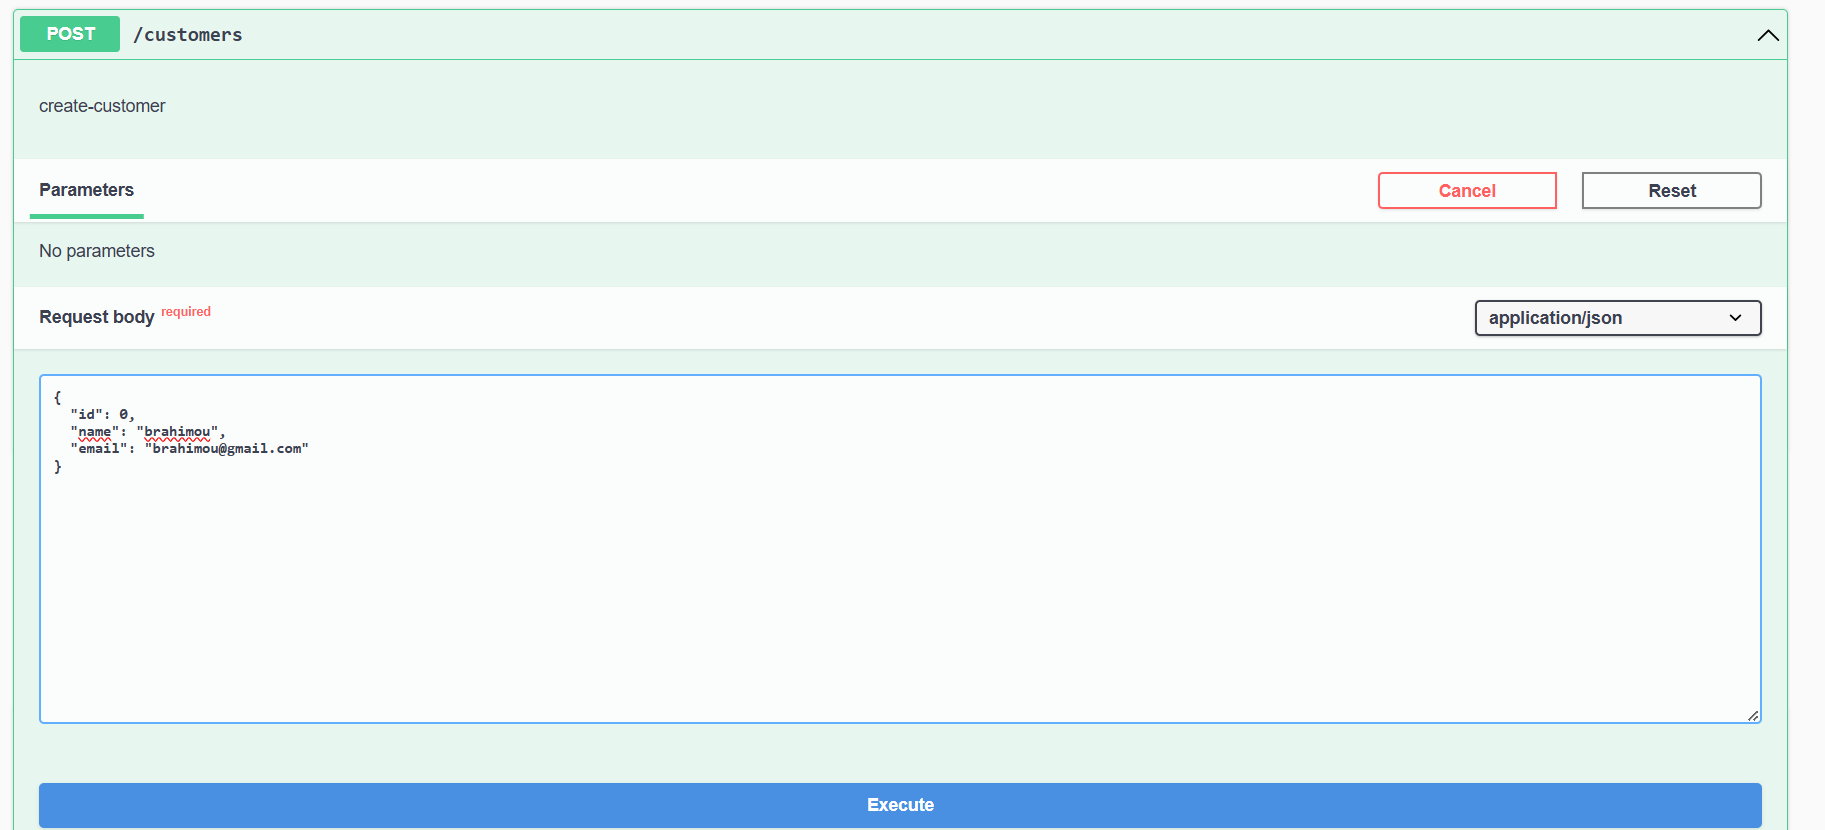 POST /customers
create-customer
Parameters
Cancel
Reset
No parameters
Request body required
application/json
{
  "id": 0,
  "name": "brahimou",
  "email": "brahimou@gmail.com"
}
Execute